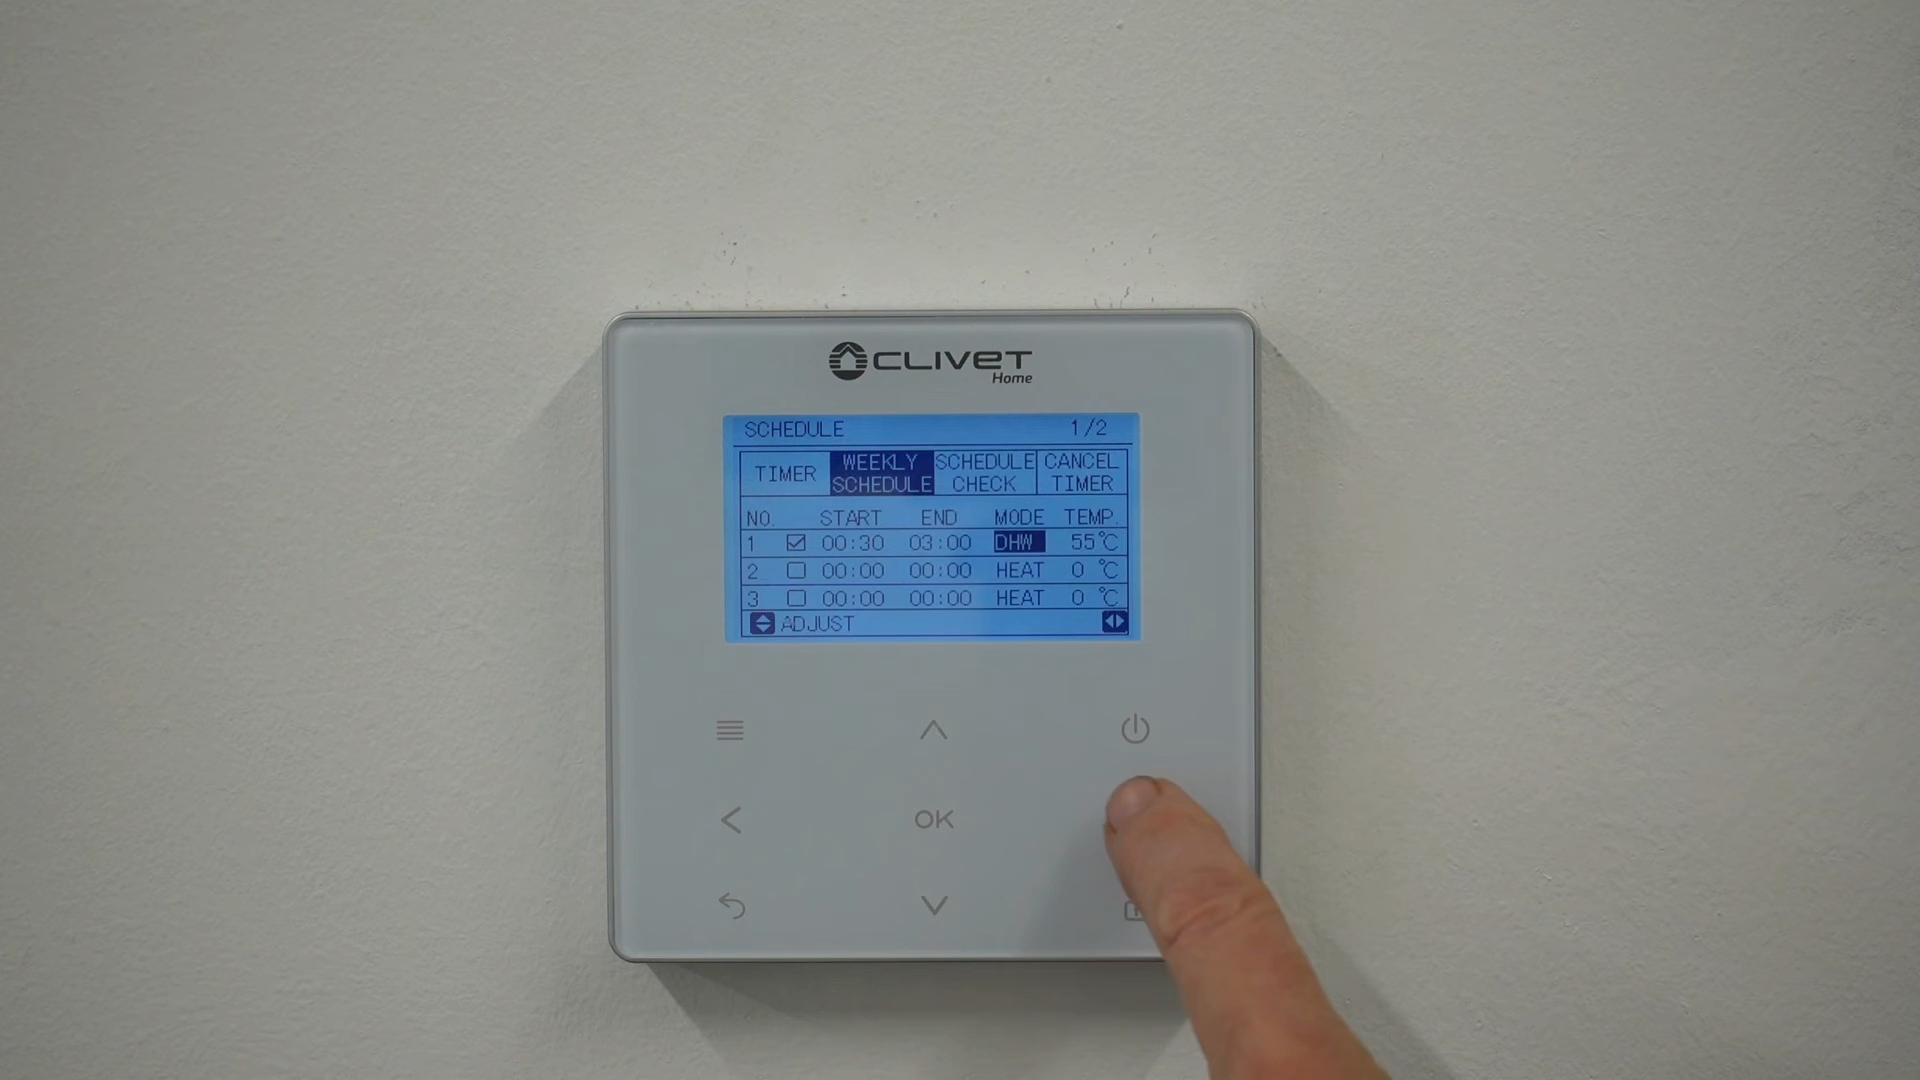 CLIVET
Home
SCHEDULE 1/2
TIMER WEEKLY SCHEDULE SCHEDULE CHECK CANCEL TIMER
NO. START END MODE TEMP.
1 00:30 03:00 DHW 55°C
2 00:00 00:00 HEAT 0 °C
3 00:00 00:00 HEAT 0 °C
ADJUST
OK